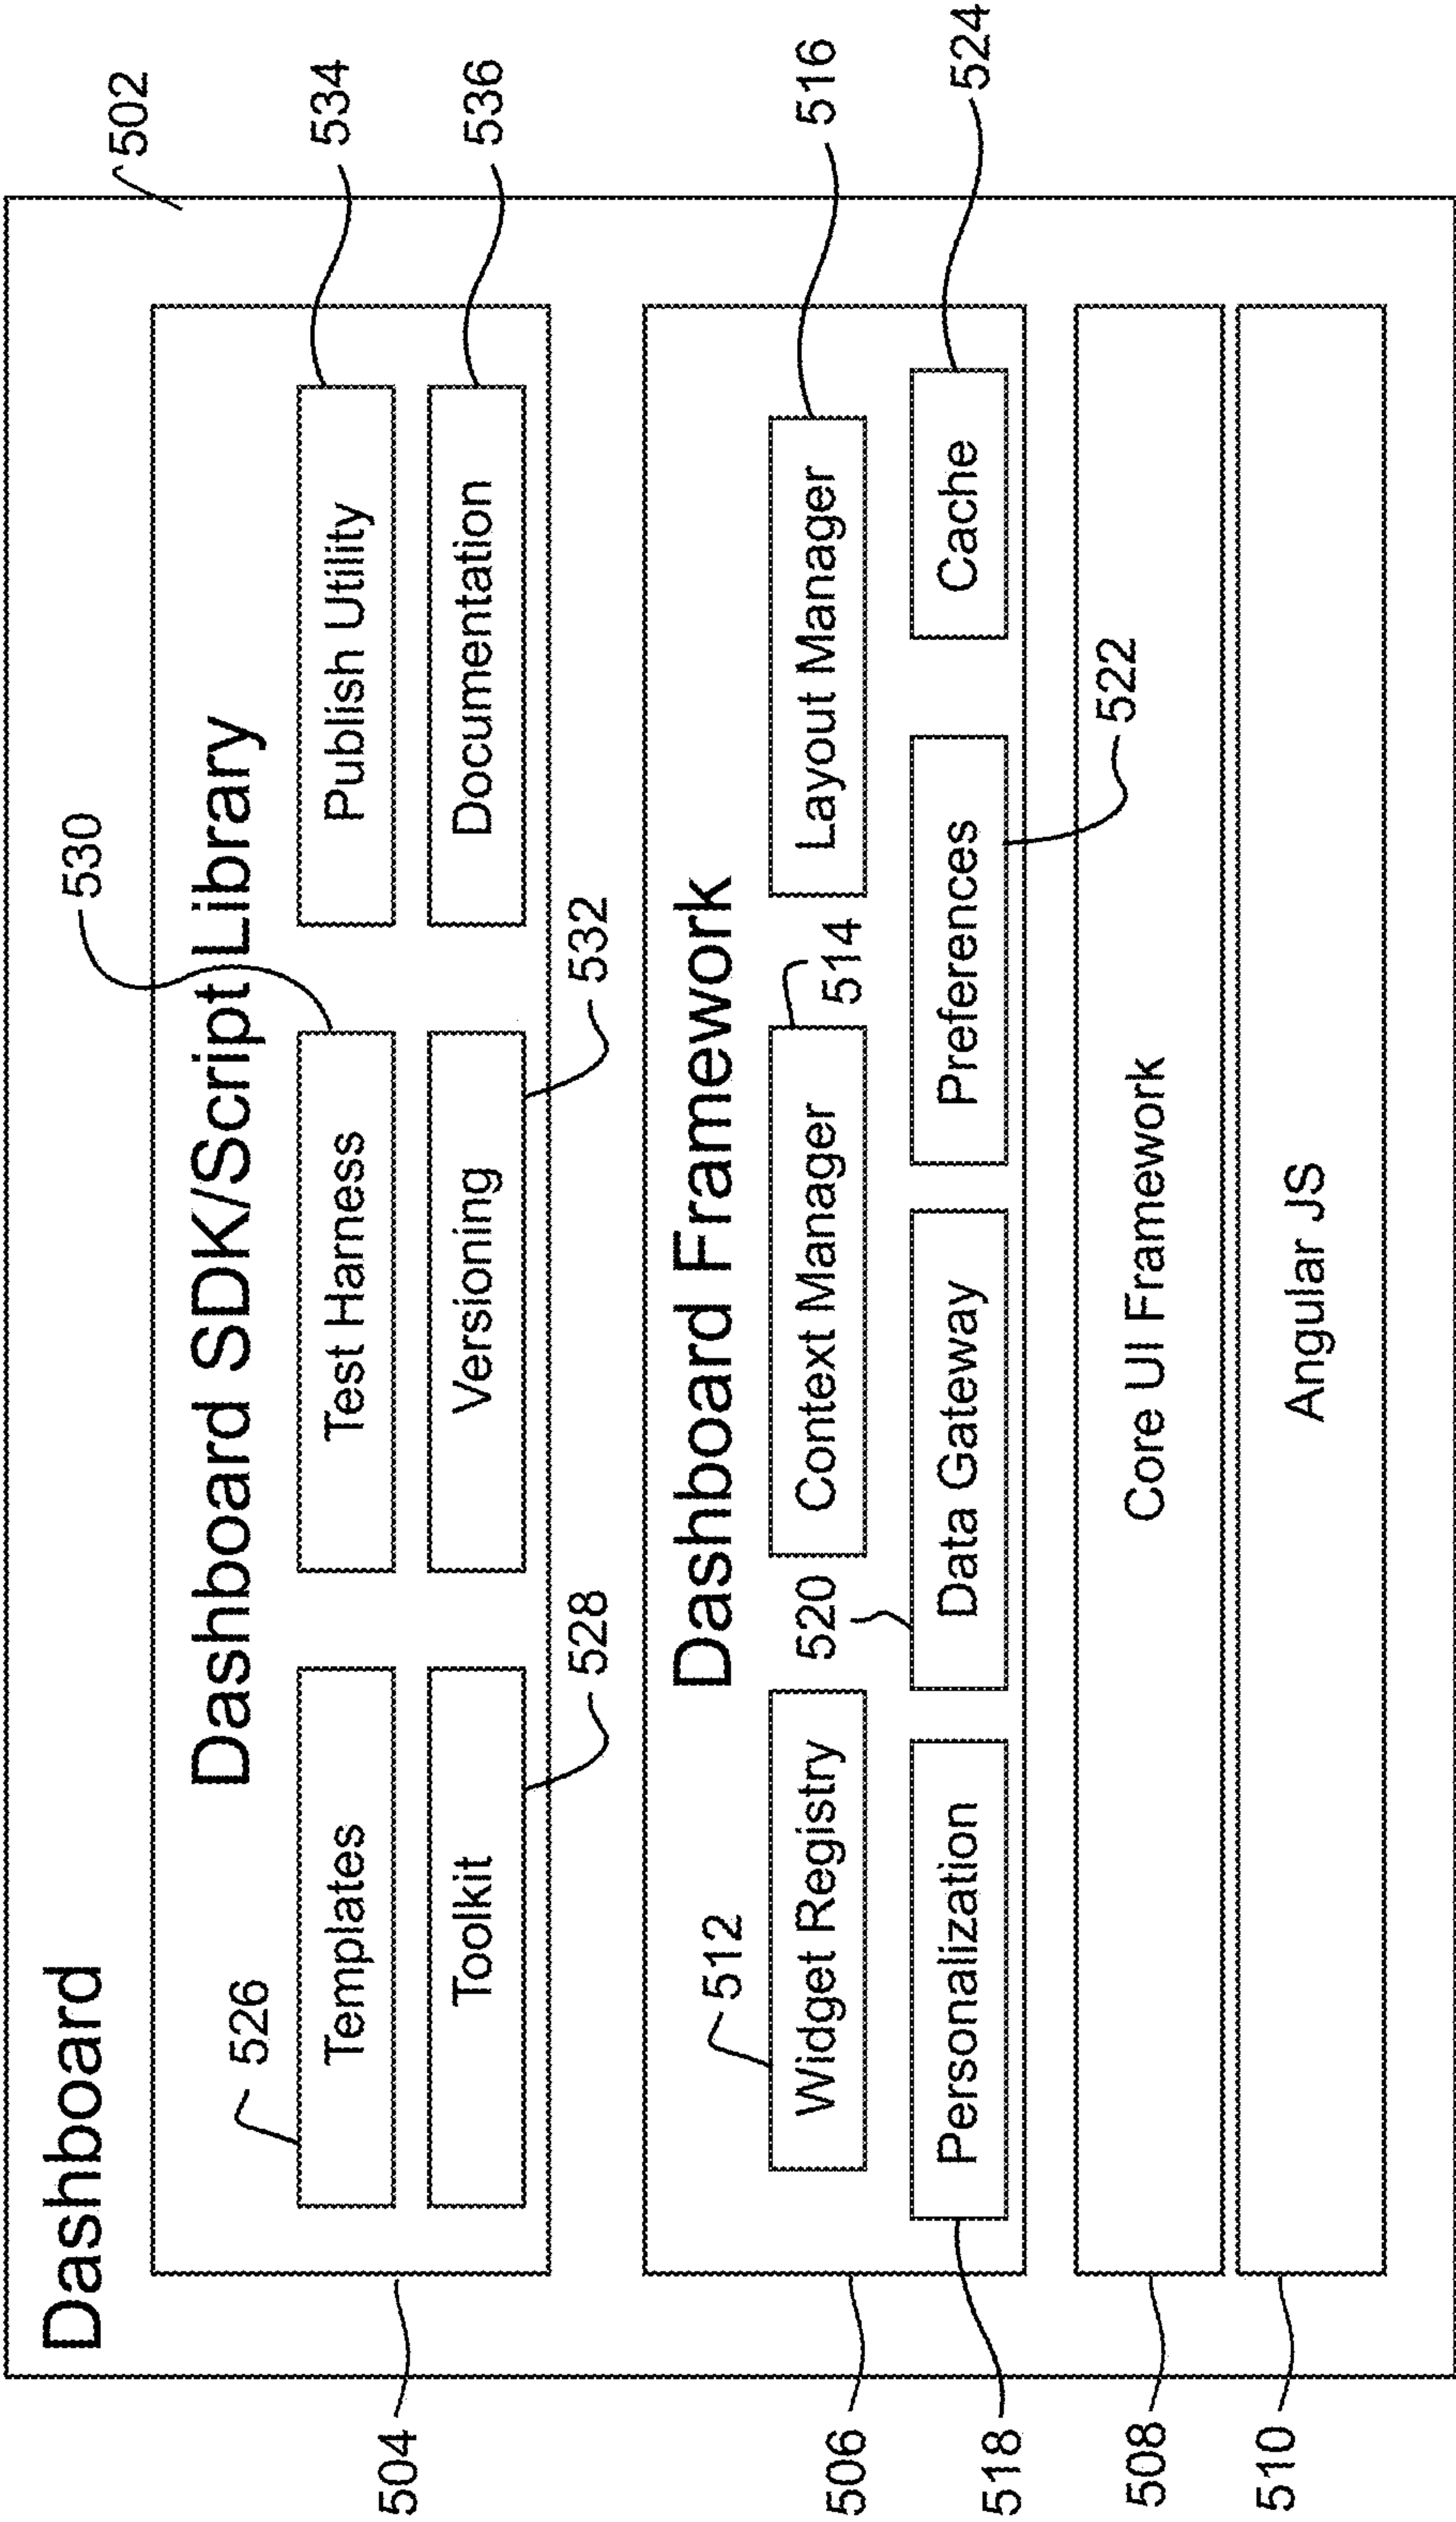 Dashboard
502
530
Dashboard SDK/Script Library
526
Templates
Test Harness
Publish Utility
534
Toolkit
Versioning
Documentation
536
528
532
504
Dashboard Framework
512
Widget Registry
Context Manager
Layout Manager
516
520
514
Personalization
Data Gateway
Preferences
Cache
524
506
518
522
Core UI Framework
508
Angular JS
510